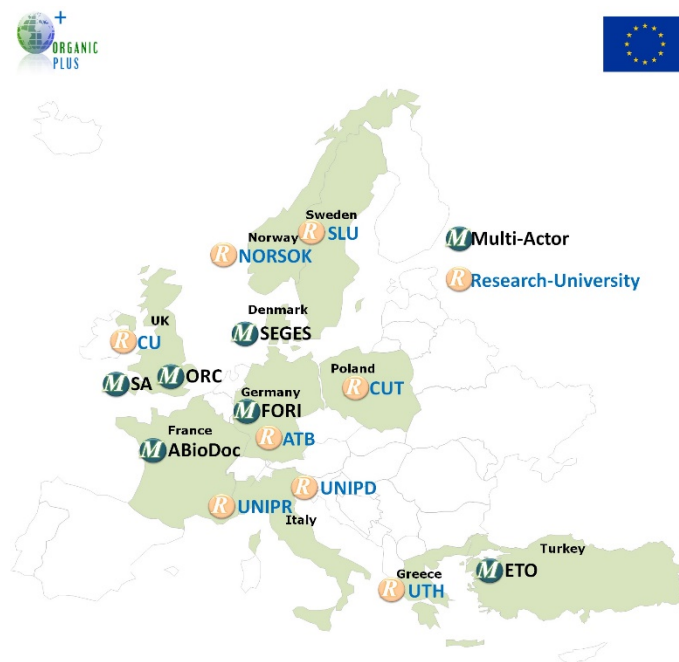 +
ORGANIC
PLUS
Sweden
R SLU
Norway
R NORSOK
M Multi-Actor
R Research-University
Denmark
M SEGES
UK
R CU
M SA
M ORC
Poland
R CUT
Germany
M FORI
R ATB
France
M ABioDoc
R UNIPD
R UNIPR
Italy
Turkey
M ETO
Greece
R UTH